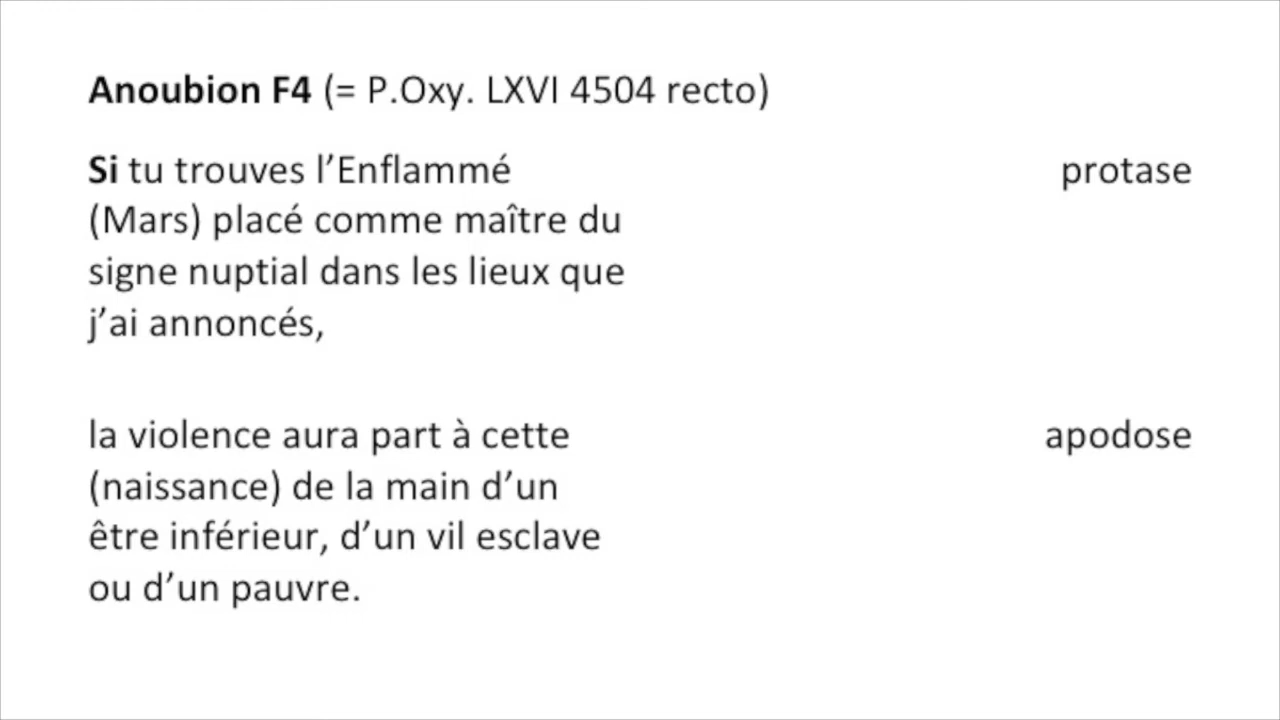 Anoubion F4 (= P.Oxy. LXVI 4504 recto)
Si tu trouves l’Enflammé protase
(Mars) placé comme maître du
signe nuptial dans les lieux que
j’ai annoncés,
la violence aura part à cette apodose
(naissance) de la main d’un
être inférieur, d’un vil esclave
ou d’un pauvre.